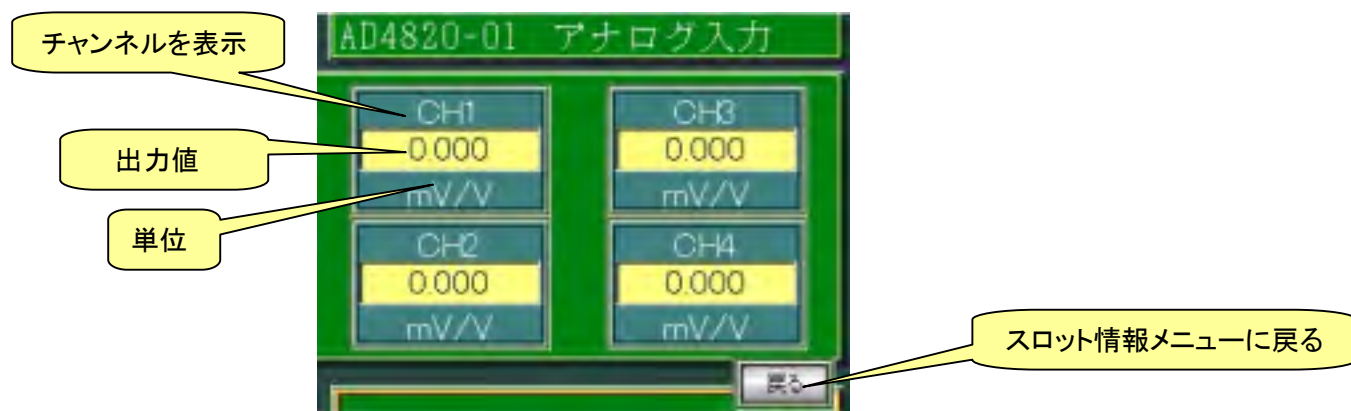 AD4820-01 アナログ入力
チャンネルを表示
CH1
0.000
mV/V
CH3
0.000
mV/V
出力値
単位
CH2
0.000
mV/V
CH4
0.000
mV/V
スロット情報メニューに戻る
戻る